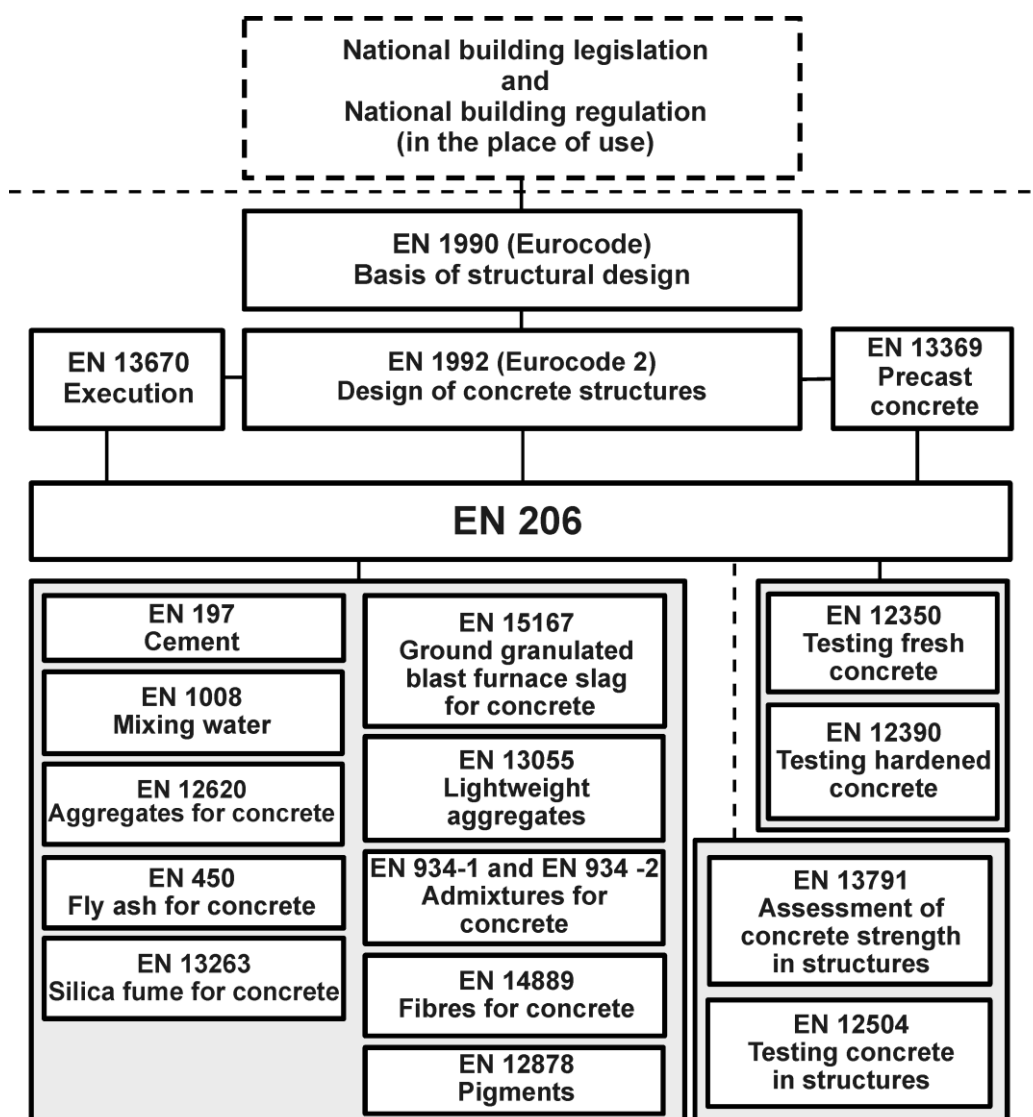 National building legislation
and
National building regulation
(in the place of use)
EN 1990 (Eurocode)
Basis of structural design
EN 13670
Execution
EN 1992 (Eurocode 2)
Design of concrete structures
EN 13369
Precast
concrete
EN 206
EN 197
Cement
EN 1008
Mixing water
EN 12620
Aggregates for concrete
EN 450
Fly ash for concrete
EN 13263
Silica fume for concrete
EN 15167
Ground granulated
blast furnace slag
for concrete
EN 13055
Lightweight
aggregates
EN 934-1 and EN 934 -2
Admixtures for
concrete
EN 14889
Fibres for concrete
EN 12878
Pigments
EN 12350
Testing fresh
concrete
EN 12390
Testing hardened
concrete
EN 13791
Assessment of
concrete strength
in structures
EN 12504
Testing concrete
in structures